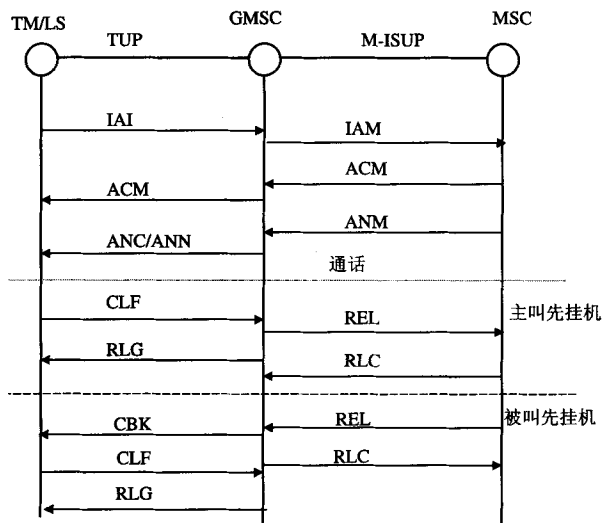 TM/LS
GMSC
MSC
TUP
M-ISUP
IAI
IAM
ACM
ACM
ANM
ANC/ANN
通话
CLF
REL
主叫先挂机
RLG
RLC
CBK
REL
被叫先挂机
CLF
RLC
RLG